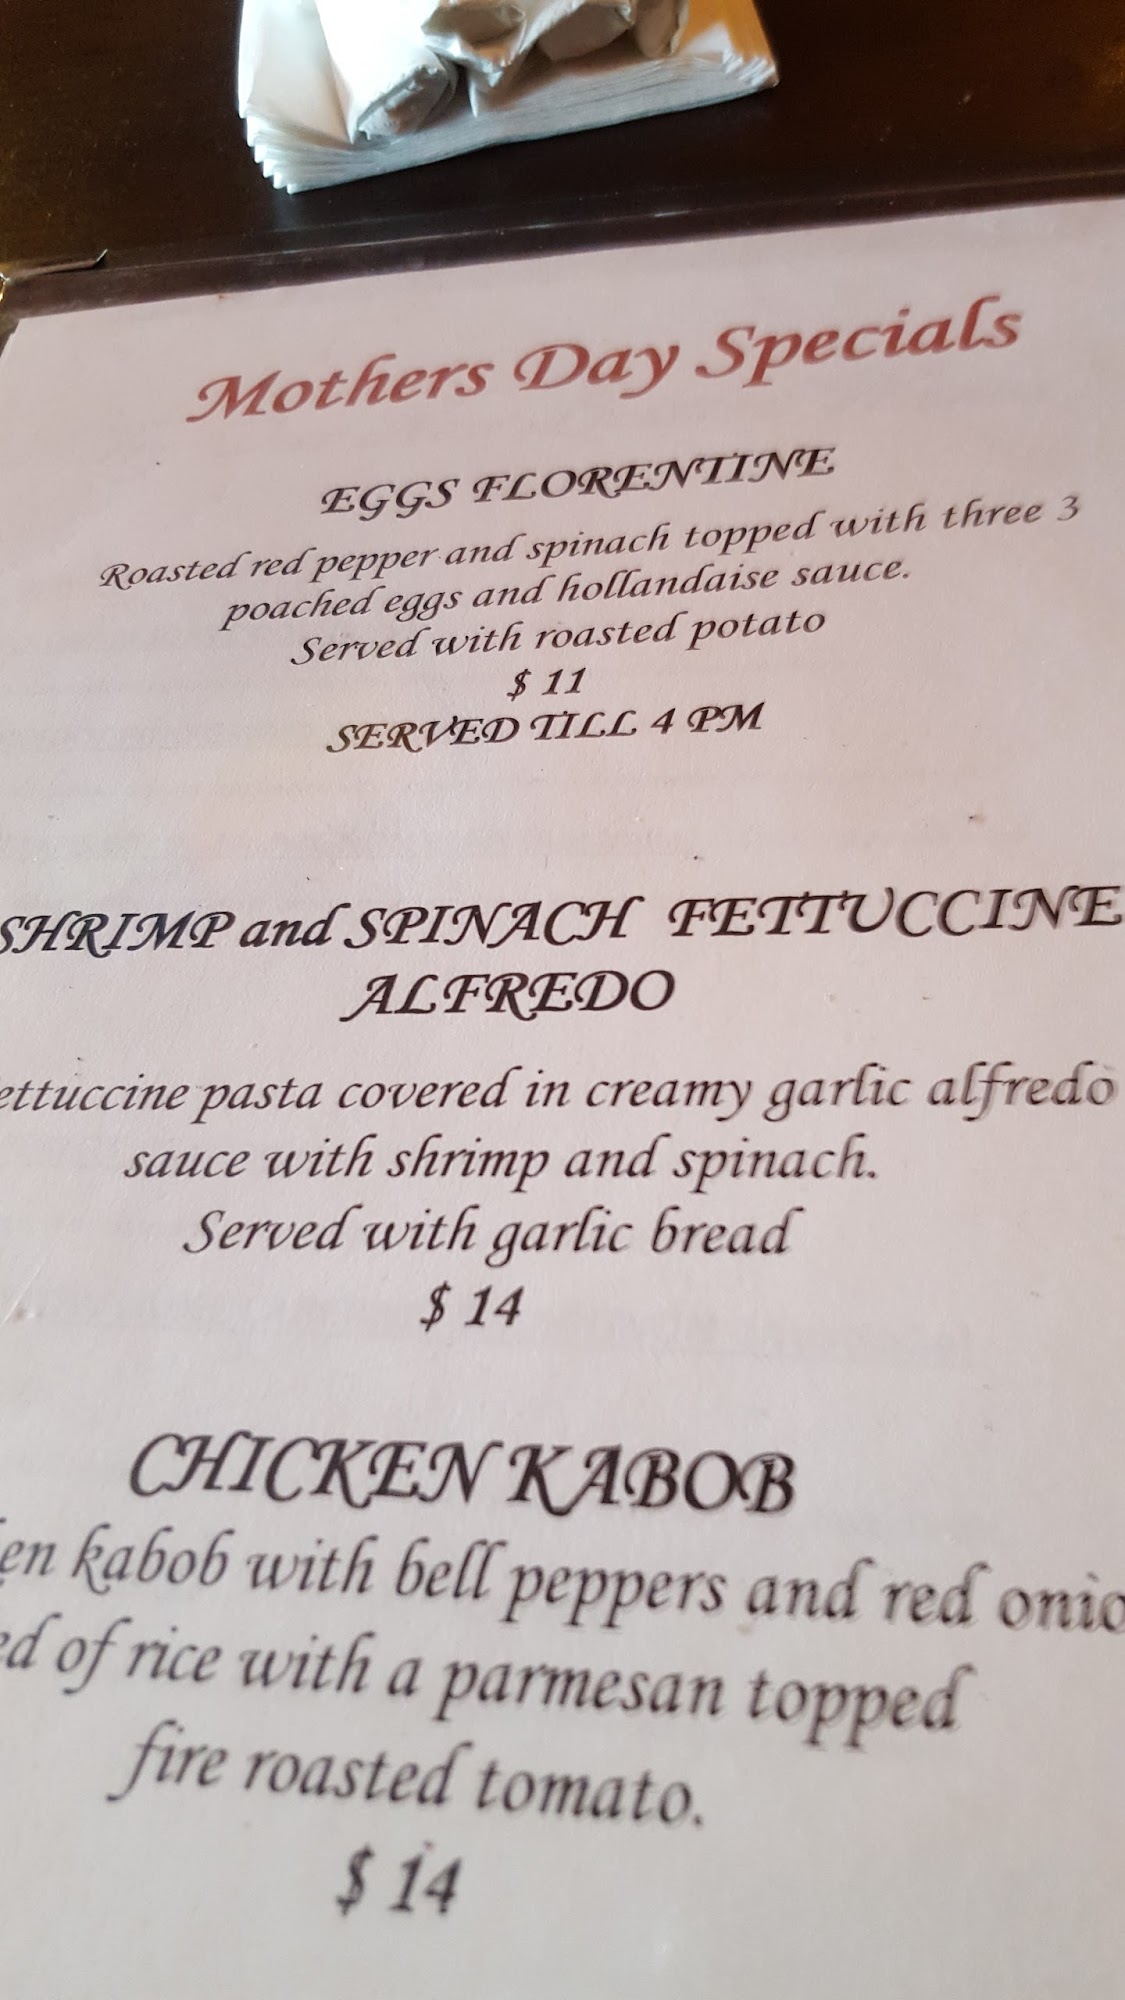 Mothers Day Specials
EGGS FLORENTINE
Roasted red pepper and spinach topped with three 3
poached eggs and hollandaise sauce.
Served with roasted potato
$ 11
SERVED TILL 4 PM
SHRIMP and SPINACH FETTUCCINE
ALFREDO
ettuccine pasta covered in creamy garlic alfredo
sauce with shrimp and spinach.
Served with garlic bread
$ 14
CHICKEN KABOB
en kabob with bell peppers and red onio
ed of rice with a parmesan topped
fire roasted tomato.
$ 14